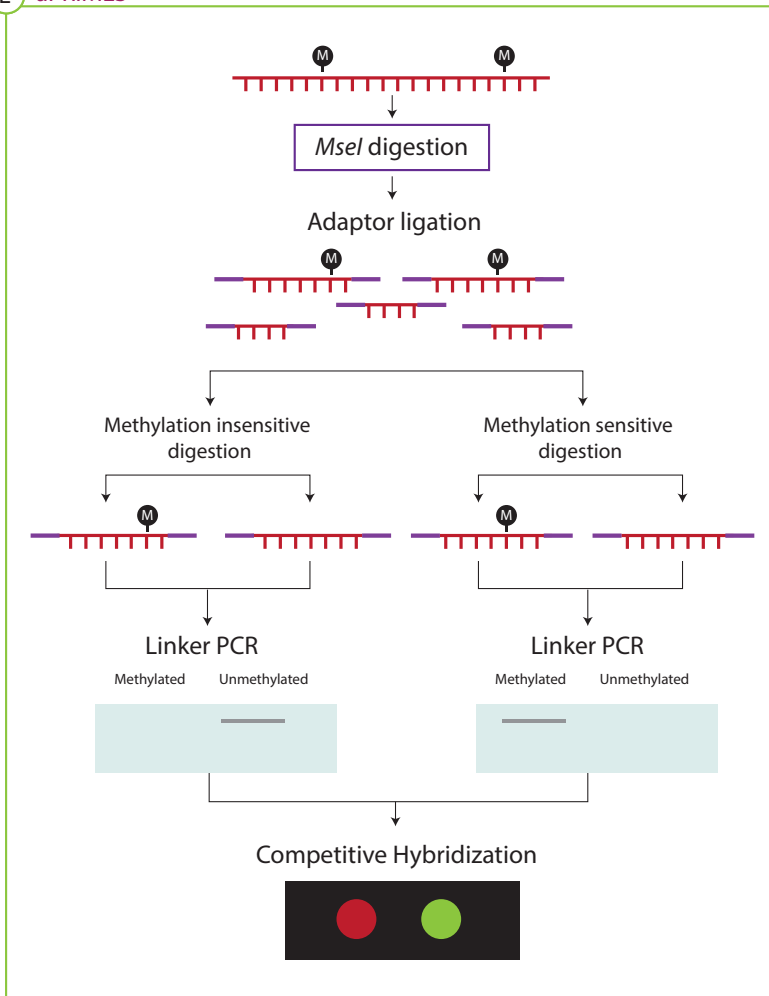 M M
MseI digestion
Adaptor ligation
M M
Methylation insensitive
digestion
Methylation sensitive
digestion
M M
Linker PCR
Methylated Unmethylated
Linker PCR
Methylated Unmethylated
Competitive Hybridization